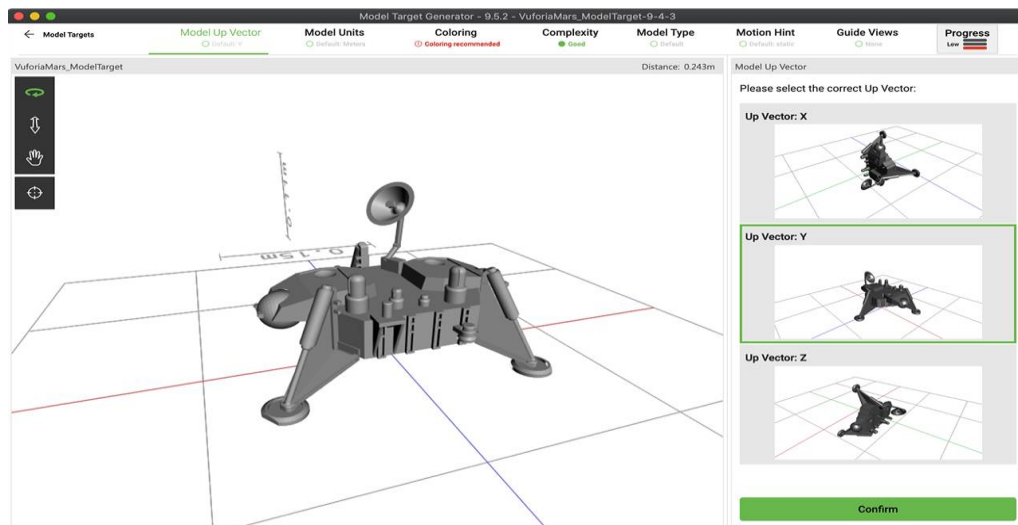 Model Target Generator - 9.5.2 - VuforiaMars_ModelTarget-9-4-3
Model Targets
Model Up Vector
Default: Y
Model Units
Default: Meters
Coloring
Coloring recommended
Complexity
Good
Model Type
Default
Motion Hint
Default: static
Guide Views
None
Progress
Low
VuforiaMars_ModelTarget
Distance: 0.243m
0.15m
Model Up Vector
Please select the correct Up Vector:
Up Vector: X
Up Vector: Y
Up Vector: Z
Confirm